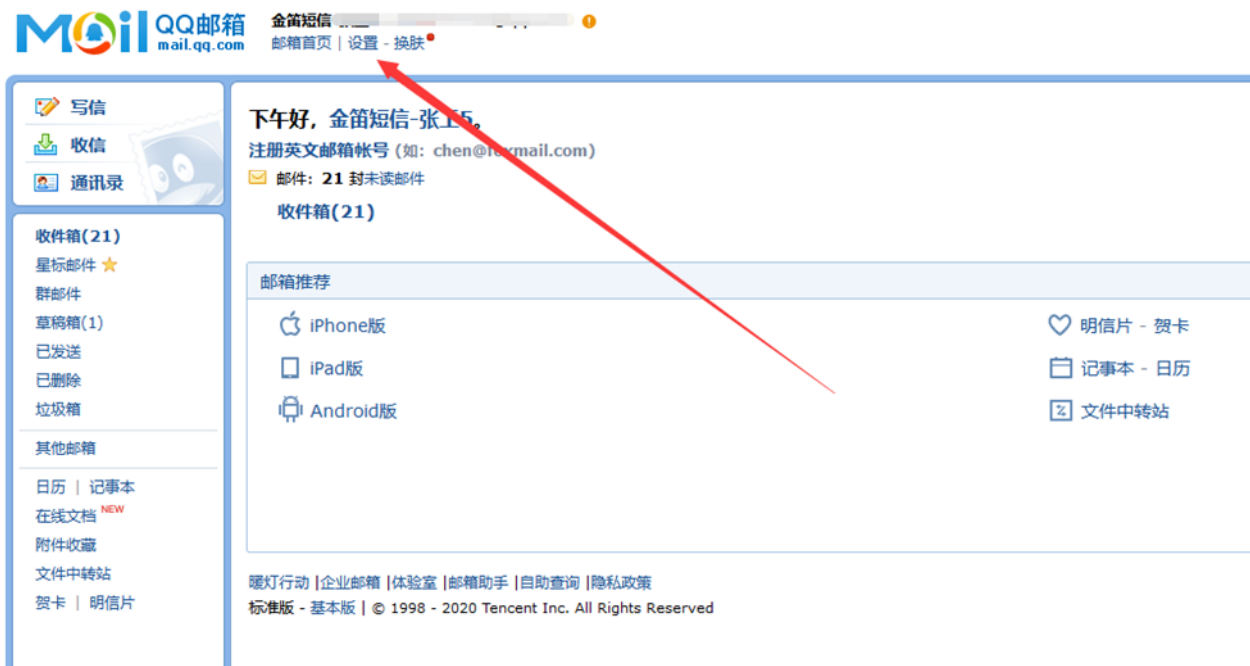 Mail QQ邮箱
mail.qq.com
金笛短信
邮箱首页 | 设置 - 换肤
写信
收信
通讯录
收件箱(21)
星标邮件
群邮件
草稿箱(1)
已发送
已删除
垃圾箱
其他邮箱
日历 | 记事本
在线文档 NEW
附件收藏
文件中转站
贺卡 | 明信片
下午好，金笛短信-张工5。
注册英文邮箱帐号 (如: chen@foxmail.com)
邮件: 21 封未读邮件
收件箱(21)
邮箱推荐
iPhone版
iPad版
Android版
明信片 - 贺卡
记事本 - 日历
文件中转站
暖灯行动 |企业邮箱 |体验室 |邮箱助手 |自助查询 |隐私政策
标准版 - 基本版 | © 1998 - 2020 Tencent Inc. All Rights Reserved